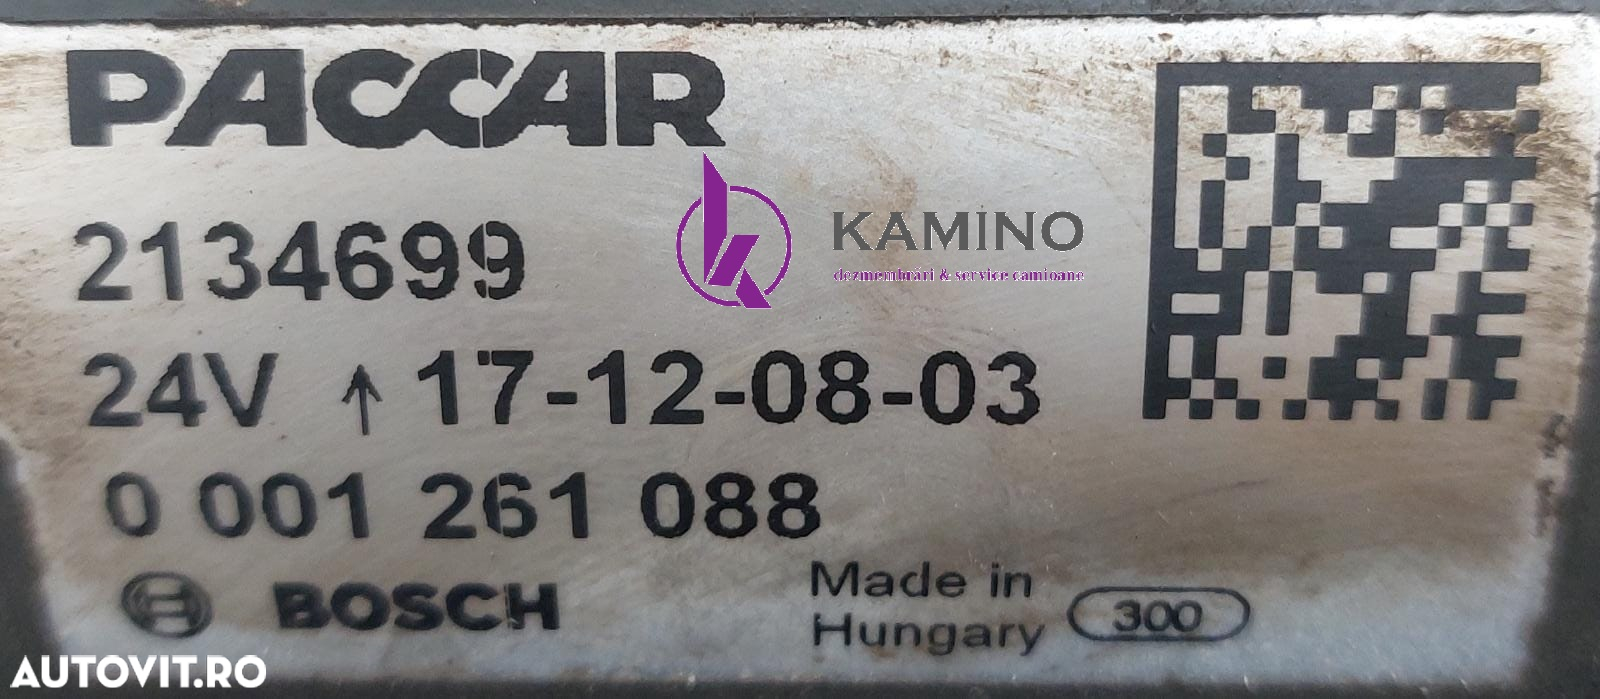 PACCAR
2134699
KAMINO
dezmembrări & service camioane
24V ↑ 17-12-08-03
0 001 261 088
BOSCH
Made in
Hungary
300
AUTOVIT.RO